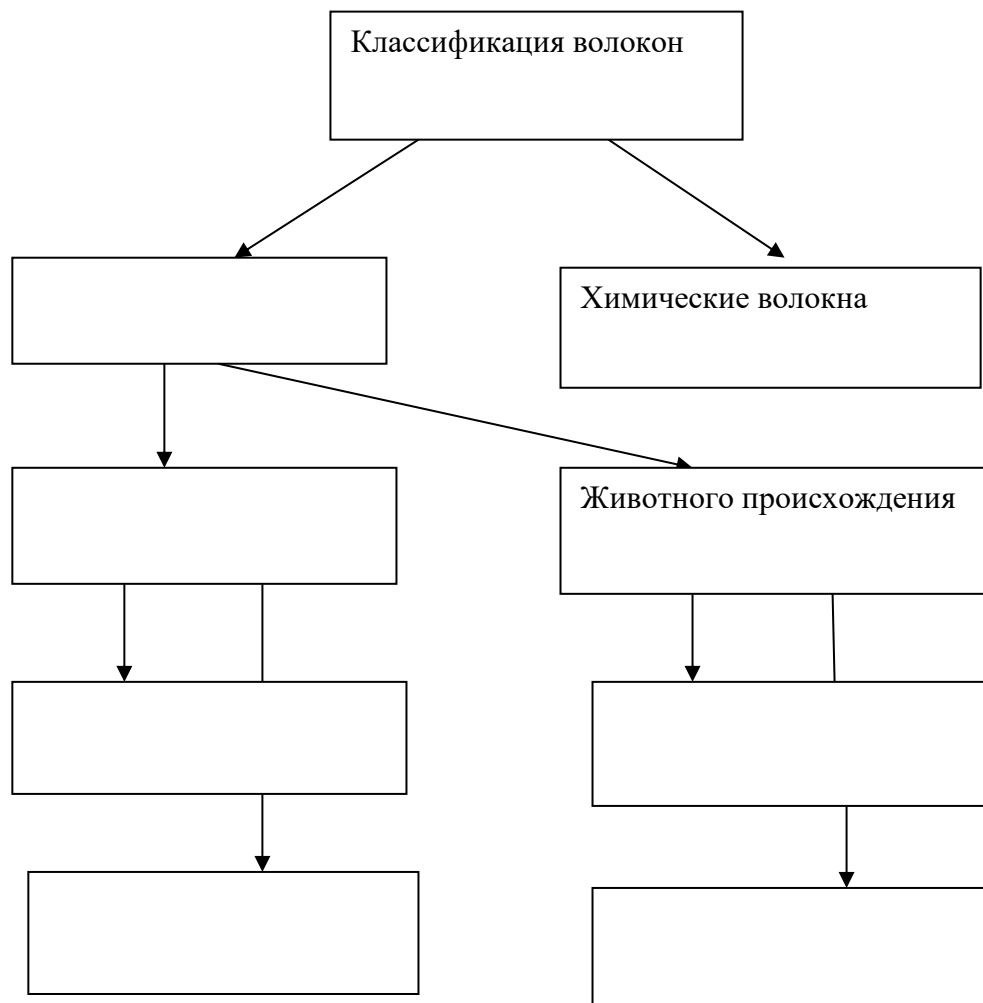 Классификация волокон
Химические волокна
Животного происхождения